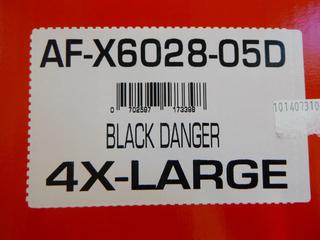 AF-X6028-05D
0 702597 173398
BLACK DANGER
4X-LARGE
101407310